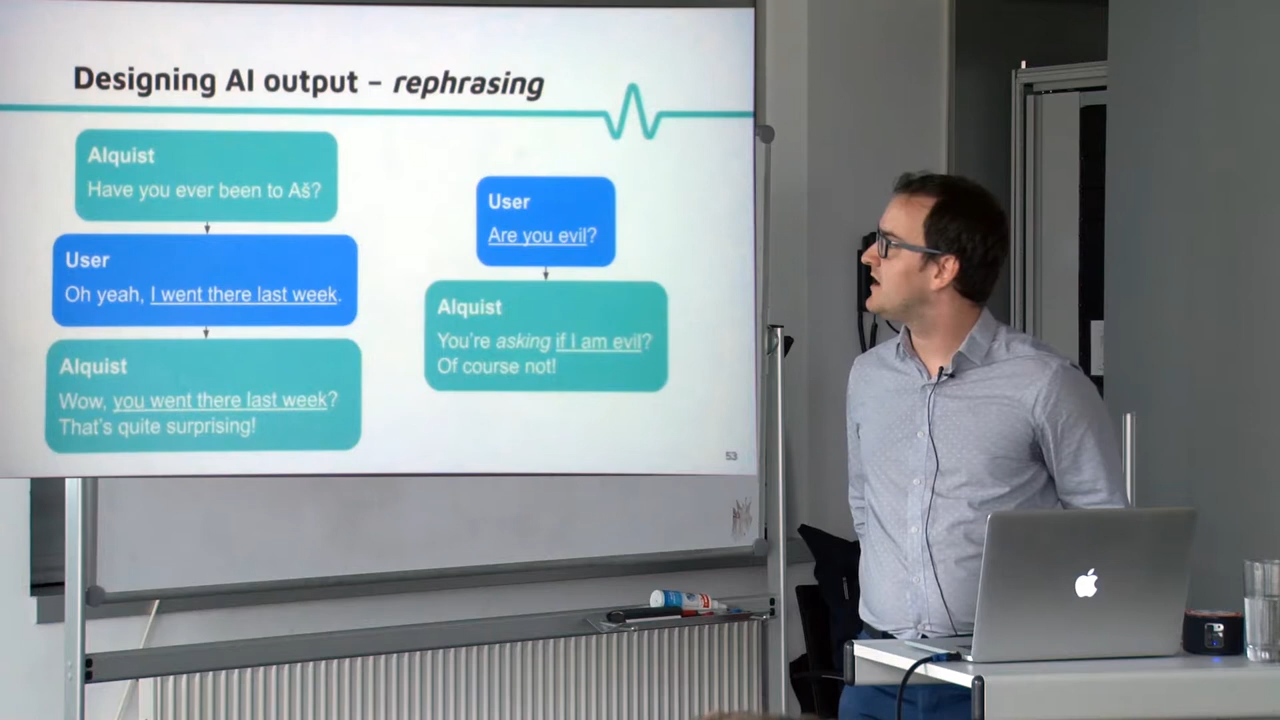 Designing AI output – rephrasing
Alquist
Have you ever been to Aš?
User
Oh yeah, I went there last week.
Alquist
Wow, you went there last week?
That's quite surprising!
User
Are you evil?
Alquist
You're asking if I am evil?
Of course not!
53